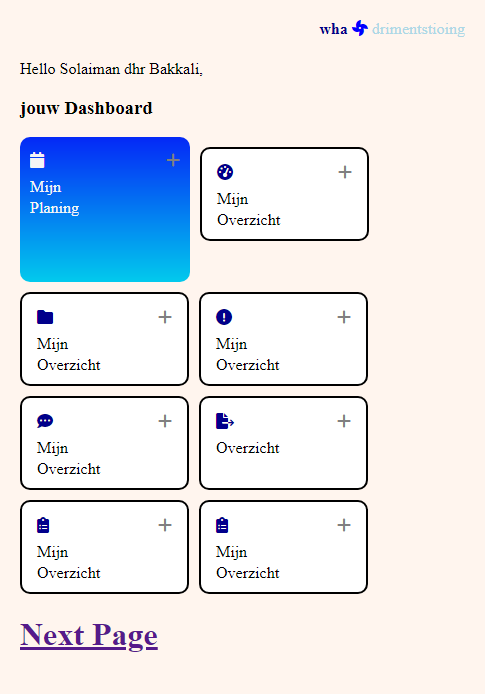 wha drimentstioing
Hello Solaiman dhr Bakkali,
jouw Dashboard
Mijn
Planing
Mijn
Overzicht
Mijn
Overzicht
Mijn
Overzicht
Mijn
Overzicht
Overzicht
Mijn
Overzicht
Mijn
Overzicht
Next Page